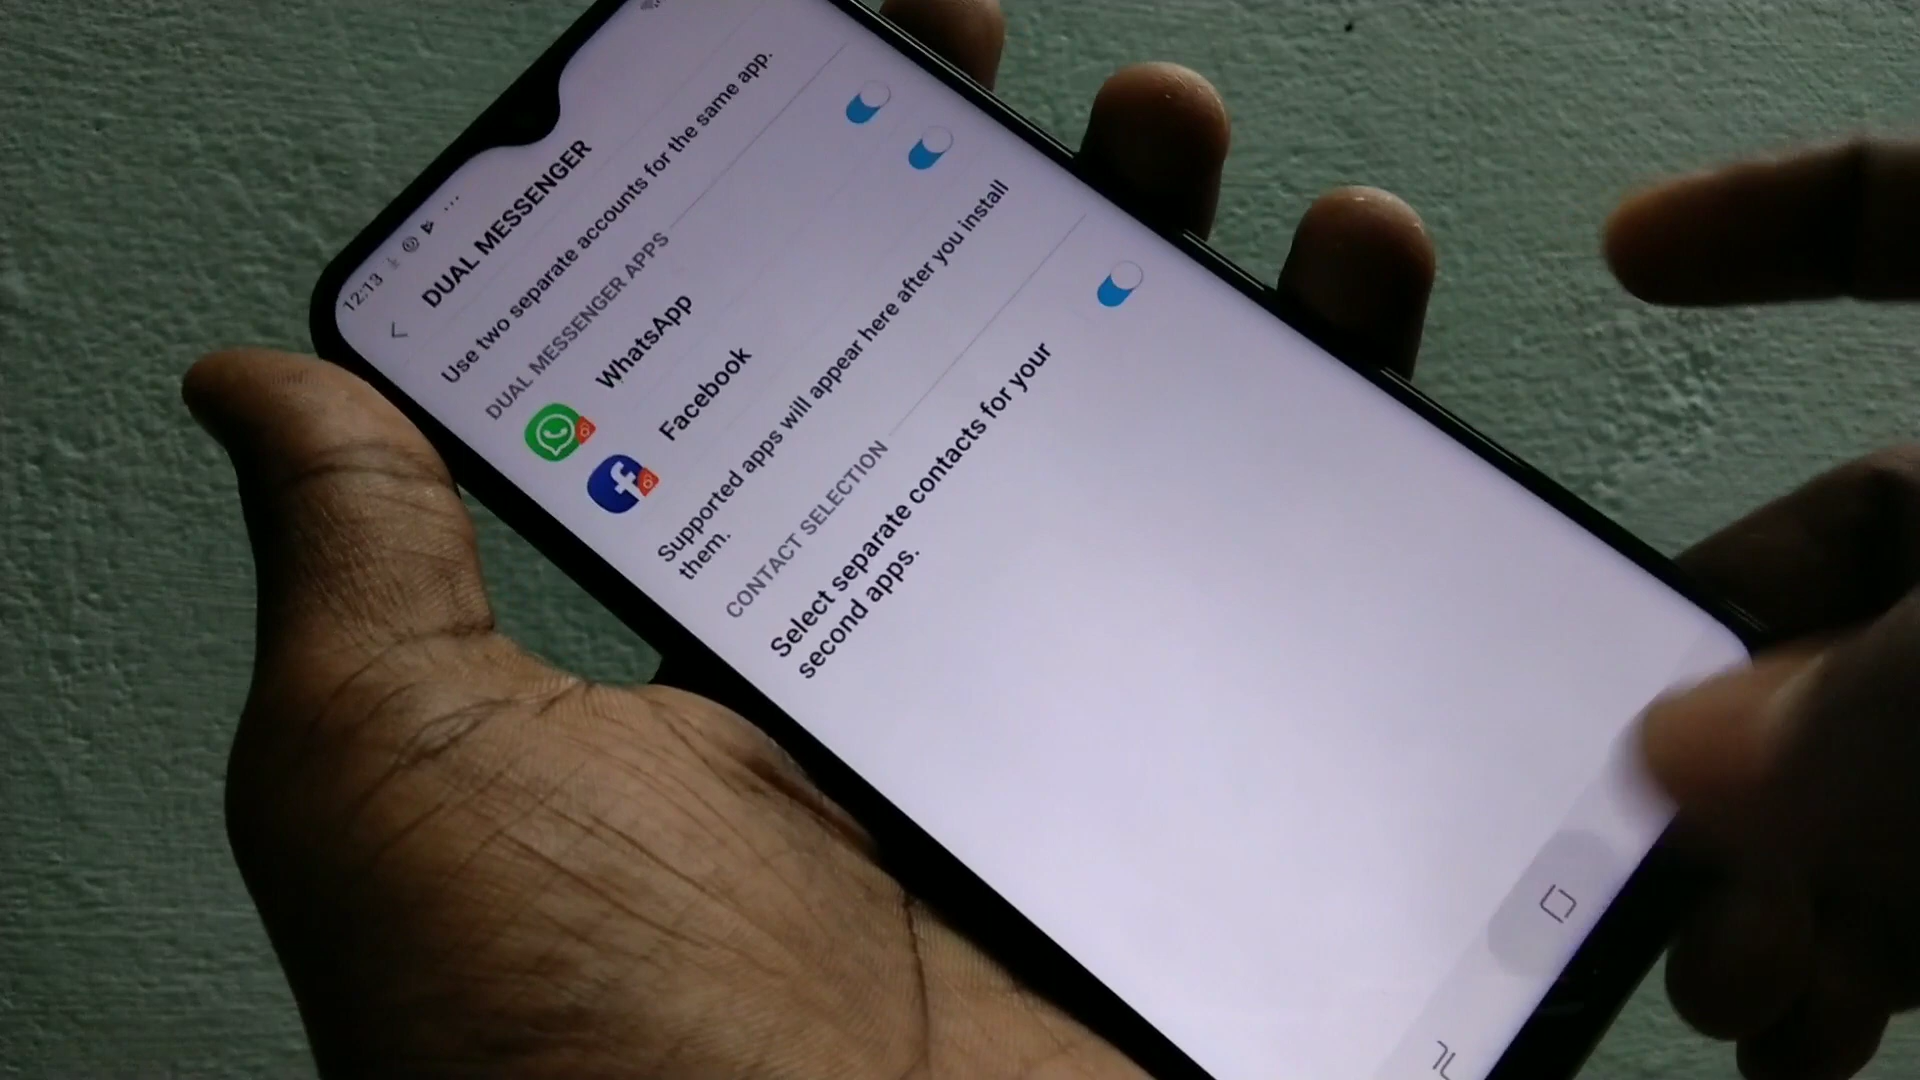 12:13
DUAL MESSENGER
Use two separate accounts for the same app.
DUAL MESSENGER APPS
WhatsApp
Facebook
Supported apps will appear here after you install
them.
CONTACT SELECTION
Select separate contacts for your
second apps.